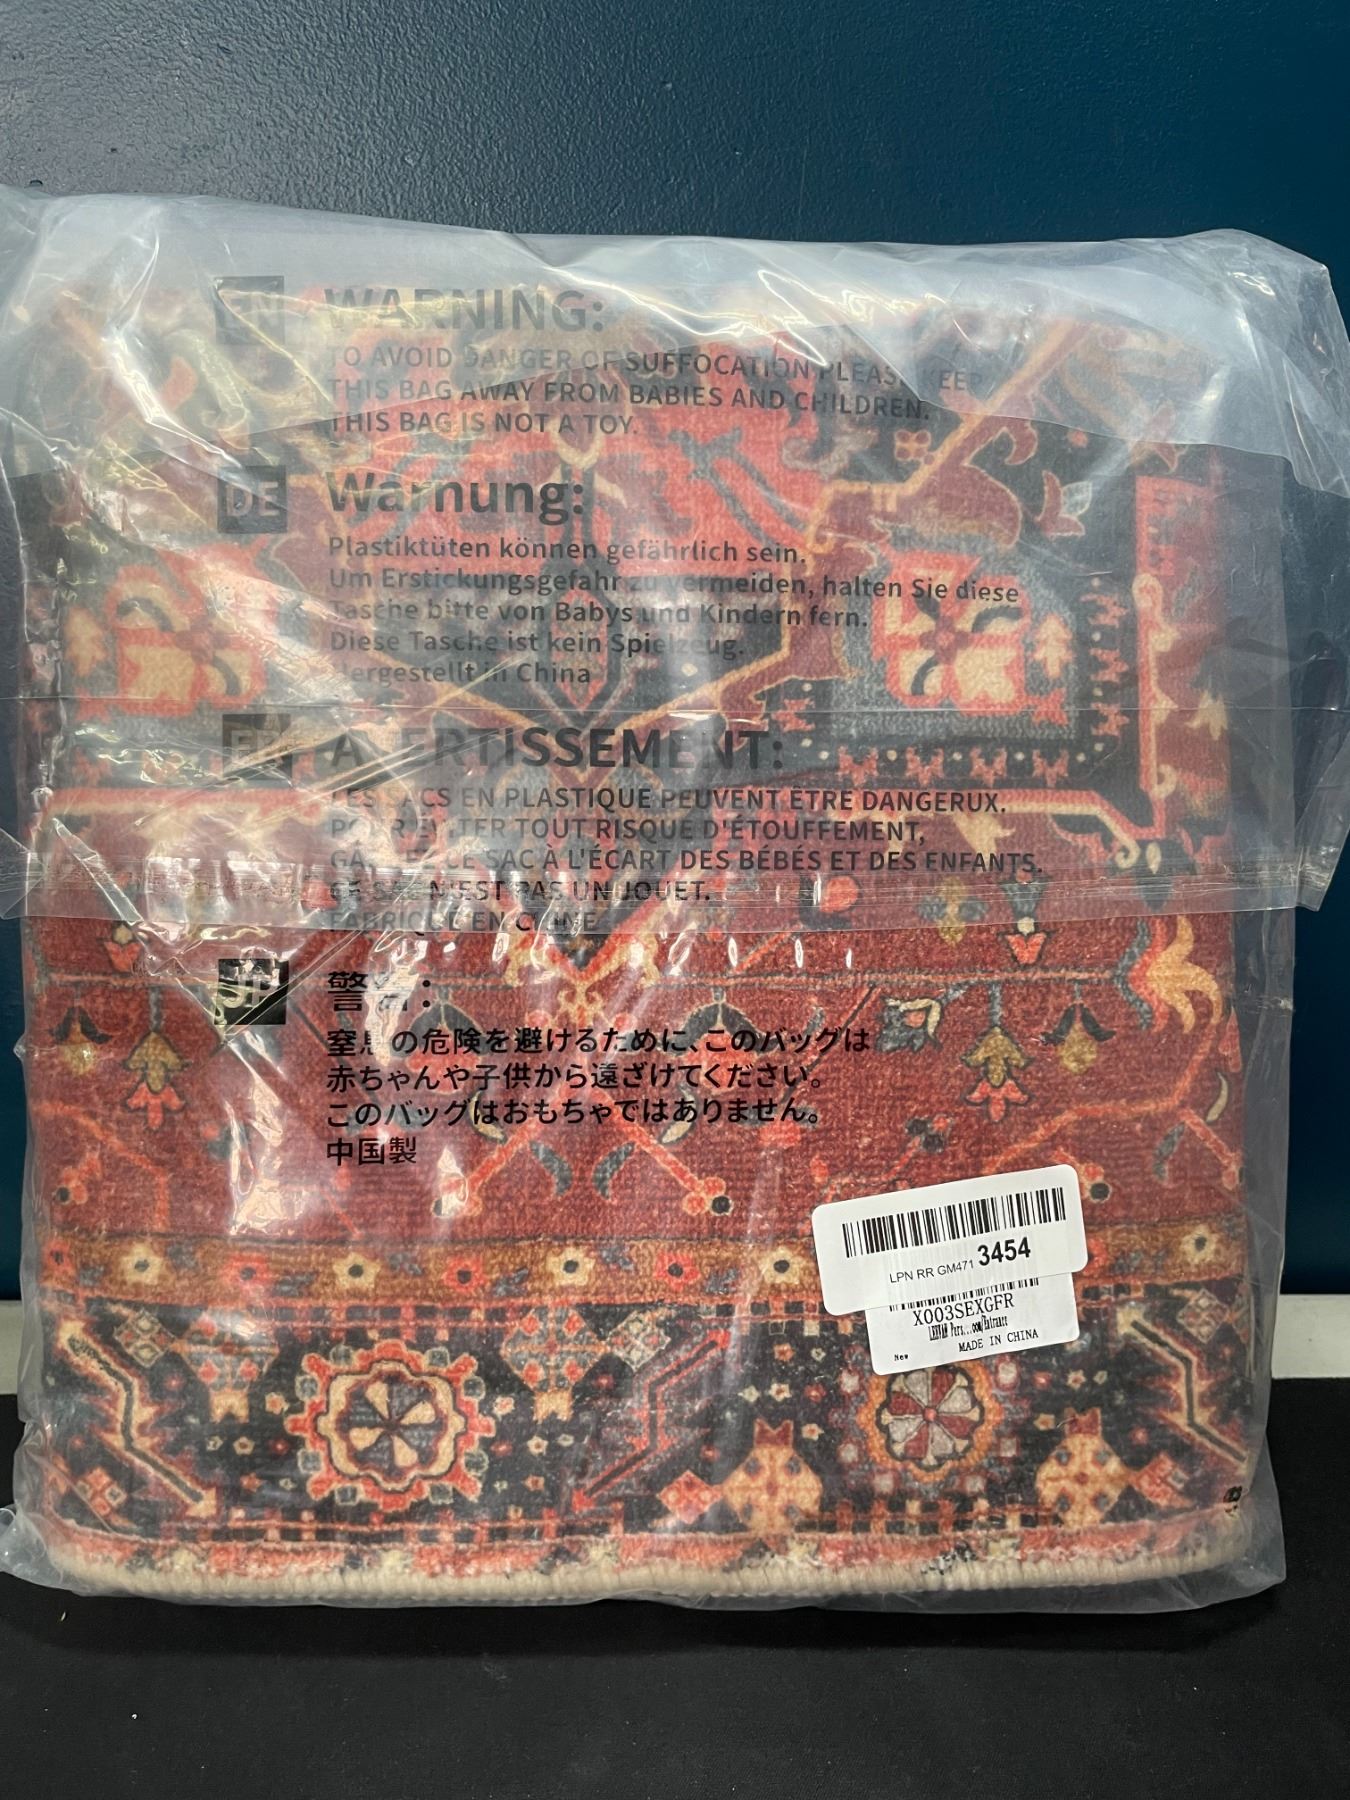 EN
WARNING:
TO AVOID DANGER OF SUFFOCATION PLEASE KEEP
THIS BAG AWAY FROM BABIES AND CHILDREN.
THIS BAG IS NOT A TOY.
DE
Warnung:
Plastiktüten können gefährlich sein.
Um Erstickungsgefahr zu vermeiden, halten Sie diese
Tasche bitte von Babys und Kindern fern.
Diese Tasche ist kein Spielzeug.
Hergestellt in China
FR
AVERTISSEMENT:
LES SACS EN PLASTIQUE PEUVENT ÊTRE DANGERUX.
POUR ÉVITER TOUT RISQUE D'ÉTOUFFEMENT,
GARDEZ CE SAC À L'ÉCART DES BÉBÉS ET DES ENFANTS.
CE SAC N'EST PAS UN JOUET.
FABRIQUÉ EN CHINE
JP
警告:
窒息の危険を避けるために、このバッグは
赤ちゃんや子供から遠ざけてください。
このバッグはおもちゃではありません。
中国製
LPN RR GM471 3454
X003SEXGFR
MADE IN CHINA
New